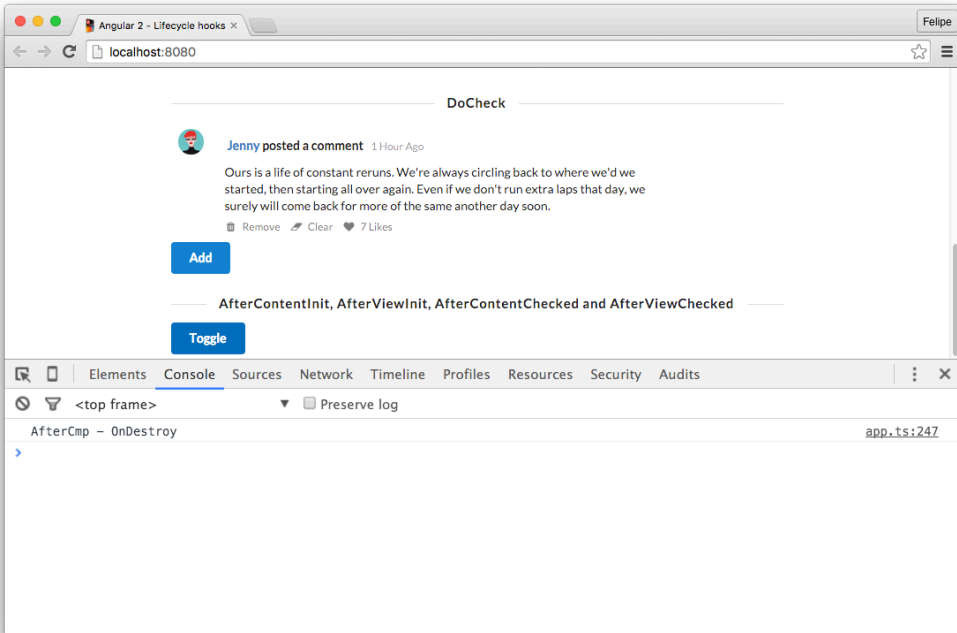 Angular 2 - Lifecycle hooks ×
Felipe
localhost:8080
DoCheck
Jenny posted a comment 1 Hour Ago
Ours is a life of constant reruns. We're always circling back to where we'd we
started, then starting all over again. Even if we don't run extra laps that day, we
surely will come back for more of the same another day soon.
Remove Clear 7 Likes
Add
AfterContentInit, AfterViewInit, AfterContentChecked and AfterViewChecked
Toggle
Elements Console Sources Network Timeline Profiles Resources Security Audits
<top frame> Preserve log
AfterCmp – OnDestroy app.ts:247